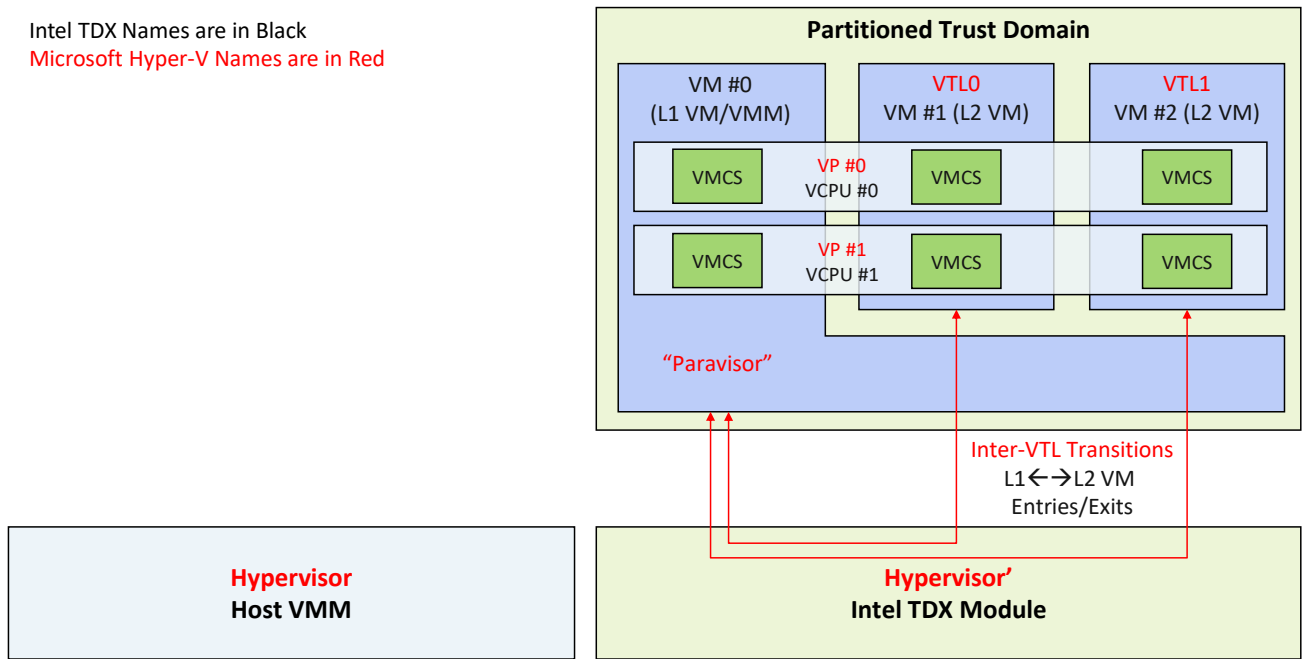 Intel TDX Names are in Black
Microsoft Hyper-V Names are in Red
Partitioned Trust Domain
VM #0
(L1 VM/VMM)
VTL0
VM #1 (L2 VM)
VTL1
VM #2 (L2 VM)
VMCS
VP #0
VCPU #0
VMCS
VMCS
VMCS
VP #1
VCPU #1
VMCS
VMCS
“Paravisor”
Inter-VTL Transitions
L1←→L2 VM
Entries/Exits
Hypervisor
Host VMM
Hypervisor’
Intel TDX Module